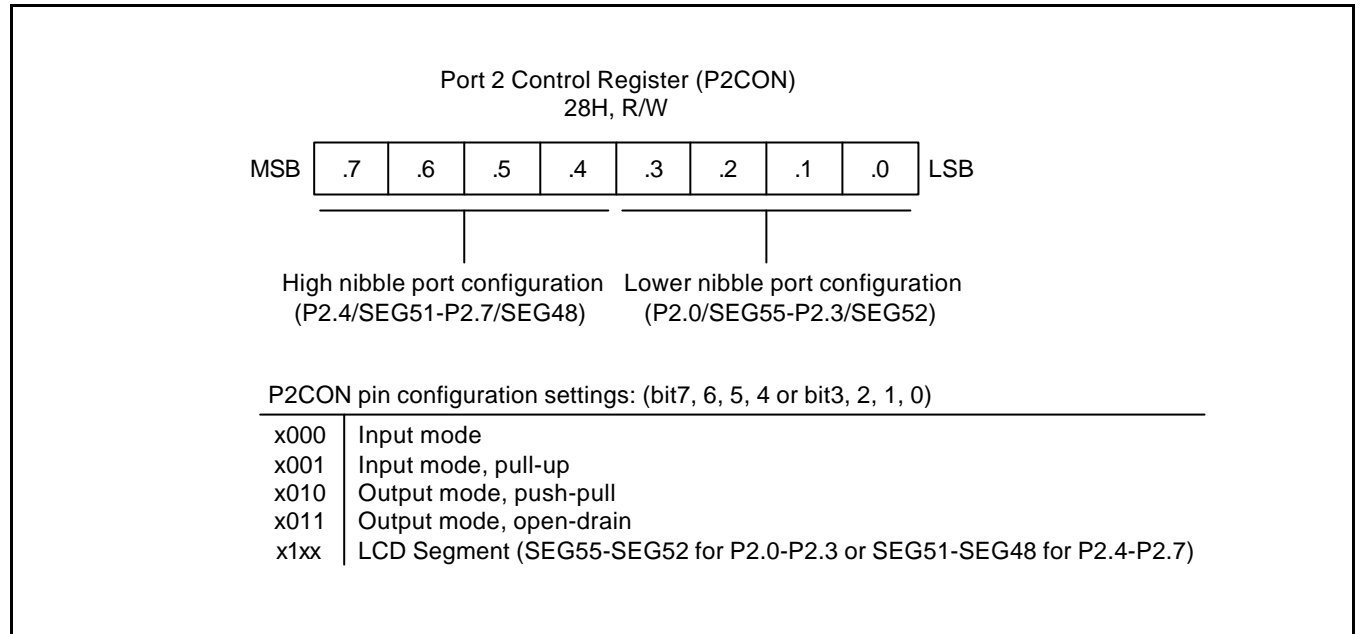 Port 2 Control Register (P2CON)
28H, R/W
MSB .7 .6 .5 .4 .3 .2 .1 .0 LSB
High nibble port configuration Lower nibble port configuration
(P2.4/SEG51-P2.7/SEG48) (P2.0/SEG55-P2.3/SEG52)
P2CON pin configuration settings: (bit7, 6, 5, 4 or bit3, 2, 1, 0)
x000 Input mode
x001 Input mode, pull-up
x010 Output mode, push-pull
x011 Output mode, open-drain
x1xx LCD Segment (SEG55-SEG52 for P2.0-P2.3 or SEG51-SEG48 for P2.4-P2.7)